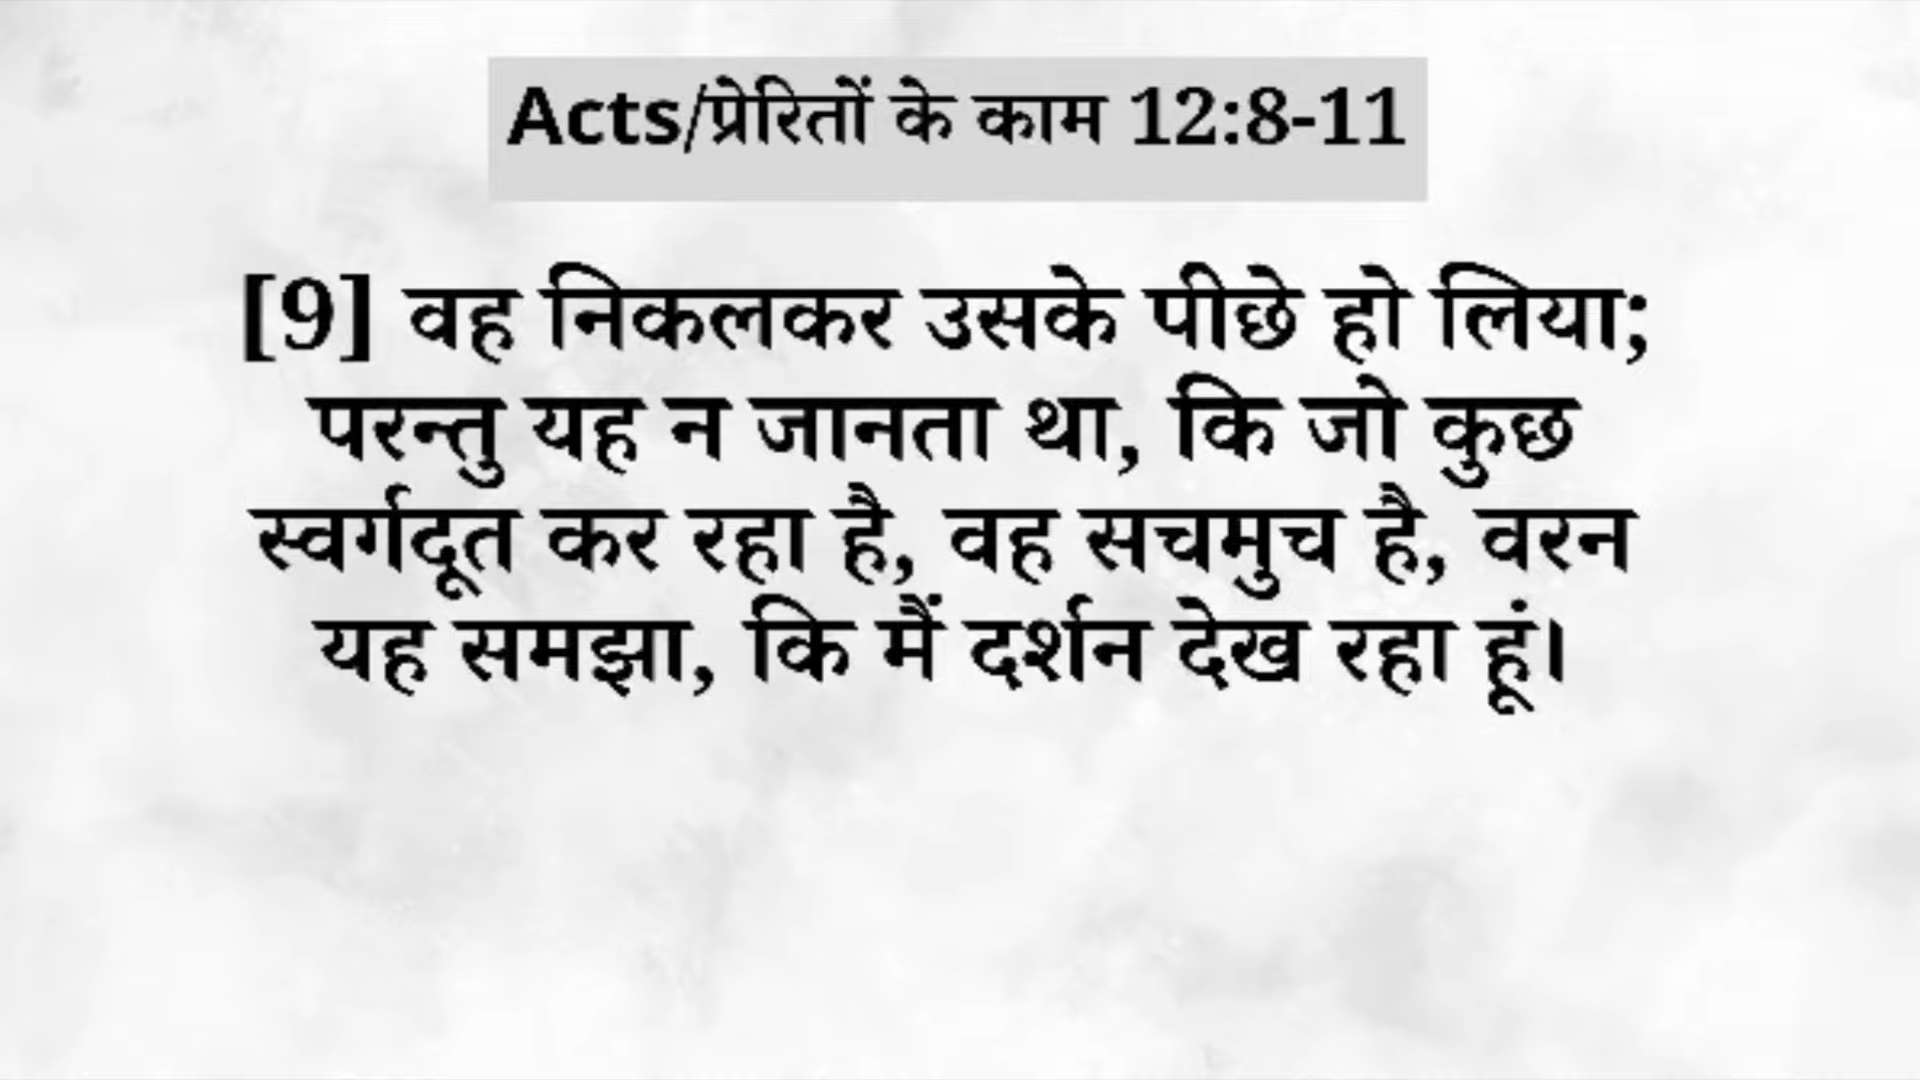 Acts/प्रेरितों के काम 12:8-11
[9] वह निकलकर उसके पीछे हो लिया;
परन्तु यह न जानता था, कि जो कुछ
स्वर्गदूत कर रहा है, वह सचमुच है, वरन
यह समझा, कि मैं दर्शन देख रहा हूं।